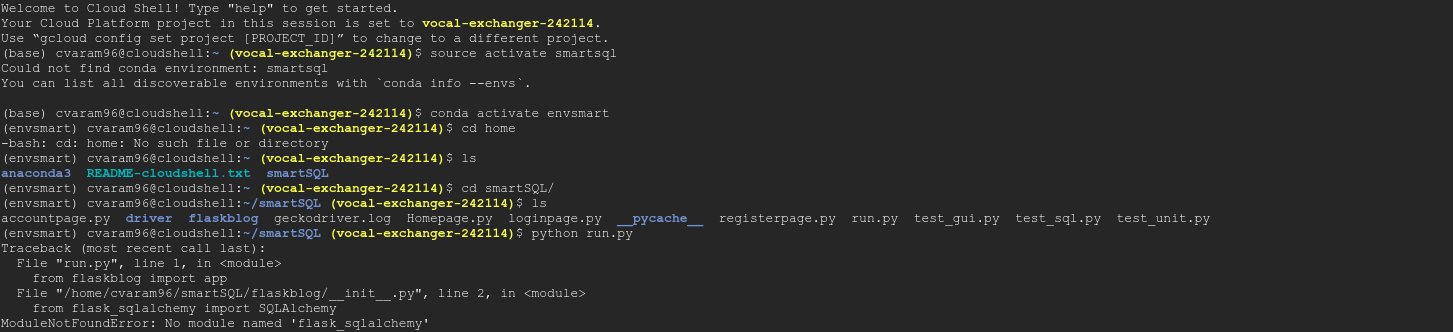 Welcome to Cloud Shell! Type "help" to get started.
Your Cloud Platform project in this session is set to vocal-exchanger-242114.
Use “gcloud config set project [PROJECT_ID]” to change to a different project.
(base) cvaram96@cloudshell:~ (vocal-exchanger-242114)$ source activate smartsql
Could not find conda environment: smartsql
You can list all discoverable environments with `conda info --envs`.
(base) cvaram96@cloudshell:~ (vocal-exchanger-242114)$ conda activate envsmart
(envsmart) cvaram96@cloudshell:~ (vocal-exchanger-242114)$ cd home
-bash: cd: home: No such file or directory
(envsmart) cvaram96@cloudshell:~ (vocal-exchanger-242114)$ ls
anaconda3  README-cloudshell.txt  smartSQL
(envsmart) cvaram96@cloudshell:~ (vocal-exchanger-242114)$ cd smartSQL/
(envsmart) cvaram96@cloudshell:~/smartSQL (vocal-exchanger-242114)$ ls
accountpage.py  driver  flaskblog  geckodriver.log  Homepage.py  loginpage.py  __pycache__  registerpage.py  run.py  test_gui.py  test_sql.py  test_unit.py
(envsmart) cvaram96@cloudshell:~/smartSQL (vocal-exchanger-242114)$ python run.py
Traceback (most recent call last):
  File "run.py", line 1, in <module>
    from flaskblog import app
  File "/home/cvaram96/smartSQL/flaskblog/__init__.py", line 2, in <module>
    from flask_sqlalchemy import SQLAlchemy
ModuleNotFoundError: No module named 'flask_sqlalchemy'